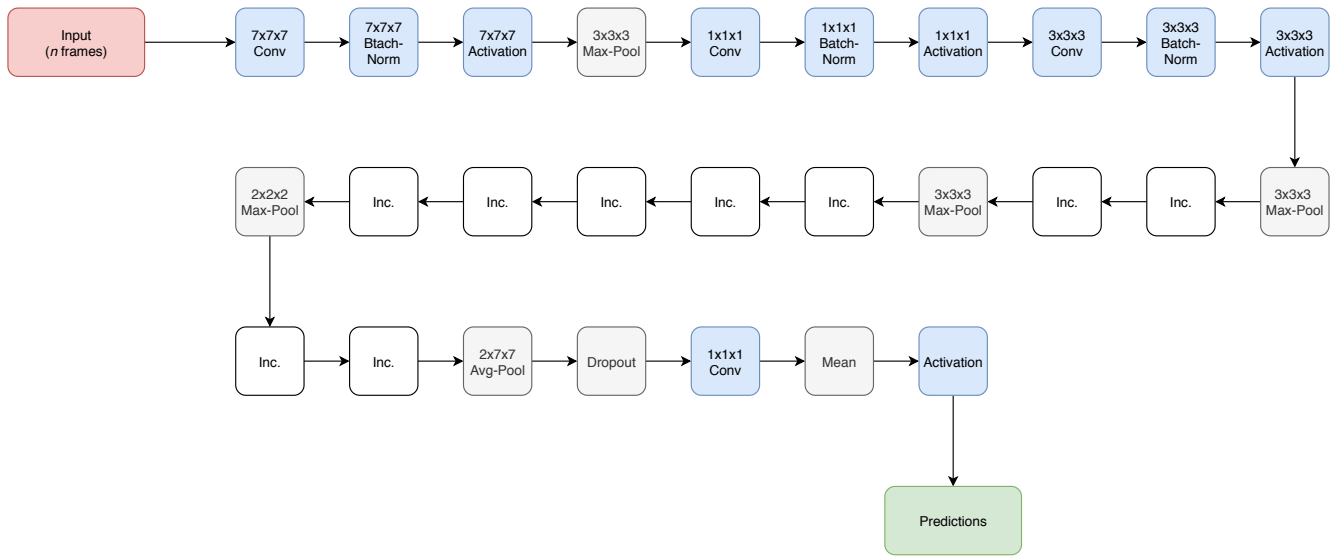 Input
(n frames)
7x7x7
Conv
7x7x7
Btach-
Norm
7x7x7
Activation
3x3x3
Max-Pool
1x1x1
Conv
1x1x1
Batch-
Norm
1x1x1
Activation
3x3x3
Conv
3x3x3
Batch-
Norm
3x3x3
Activation
2x2x2
Max-Pool
Inc.
Inc.
Inc.
Inc.
Inc.
3x3x3
Max-Pool
Inc.
Inc.
3x3x3
Max-Pool
Inc.
Inc.
2x7x7
Avg-Pool
Dropout
1x1x1
Conv
Mean
Activation
Predictions